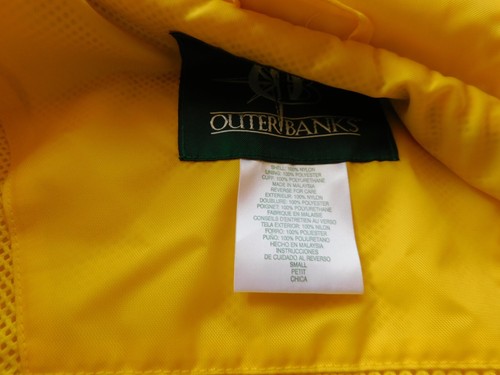 OUTER BANKS
SHELL: 100% NYLON
LINING: 100% POLYESTER
CUFF: 100% POLYURETHANE
MADE IN MALAYSIA
REVERSE FOR CARE
EXTERIEUR: 100% NYLON
DOUBLURE: 100% POLYESTER
POIGNET: 100% POLYURETHANE
FABRIQUE EN MALAISIE
CONSEILS D'ENTRETIEN AU VERSO
TELA EXTERIOR: 100% NILON
FORRO: 100% POLIESTER
PUÑO: 100% POLIURETANO
HECHO EN MALASIA
INSTRUCCIONES
DE CUIDADO AL REVERSO
SMALL
PETIT
CHICA